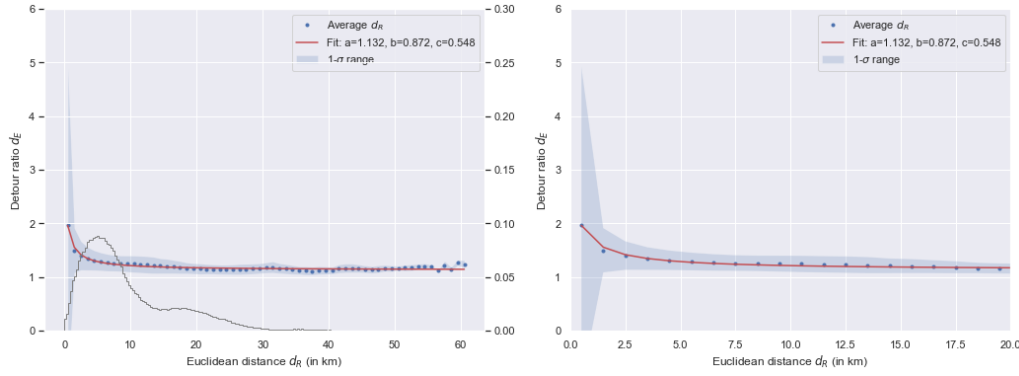 6
5
4
3
2
1
0
Detour ratio d_E
0.30
0.25
0.20
0.15
0.10
0.05
0.00
Average d_R
Fit: a=1.132, b=0.872, c=0.548
1-σ range
0 10 20 30 40 50 60
Euclidean distance d_R (in km)
6
5
4
3
2
1
0
Detour ratio d_E
Average d_R
Fit: a=1.132, b=0.872, c=0.548
1-σ range
0.0 2.5 5.0 7.5 10.0 12.5 15.0 17.5 20.0
Euclidean distance d_R (in km)